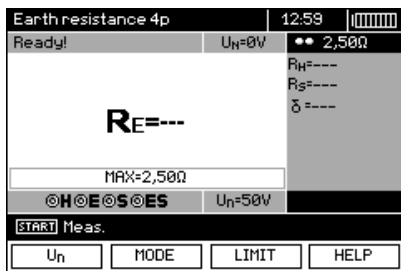 Earth resistance 4p 12:59
Ready! UN=0V 2,50Ω
RH=---
RS=---
δ=---
RE=---
MAX=2,50Ω
◎H◎E◎S◎ES Un=50V
START Meas.
Un MODE LIMIT HELP